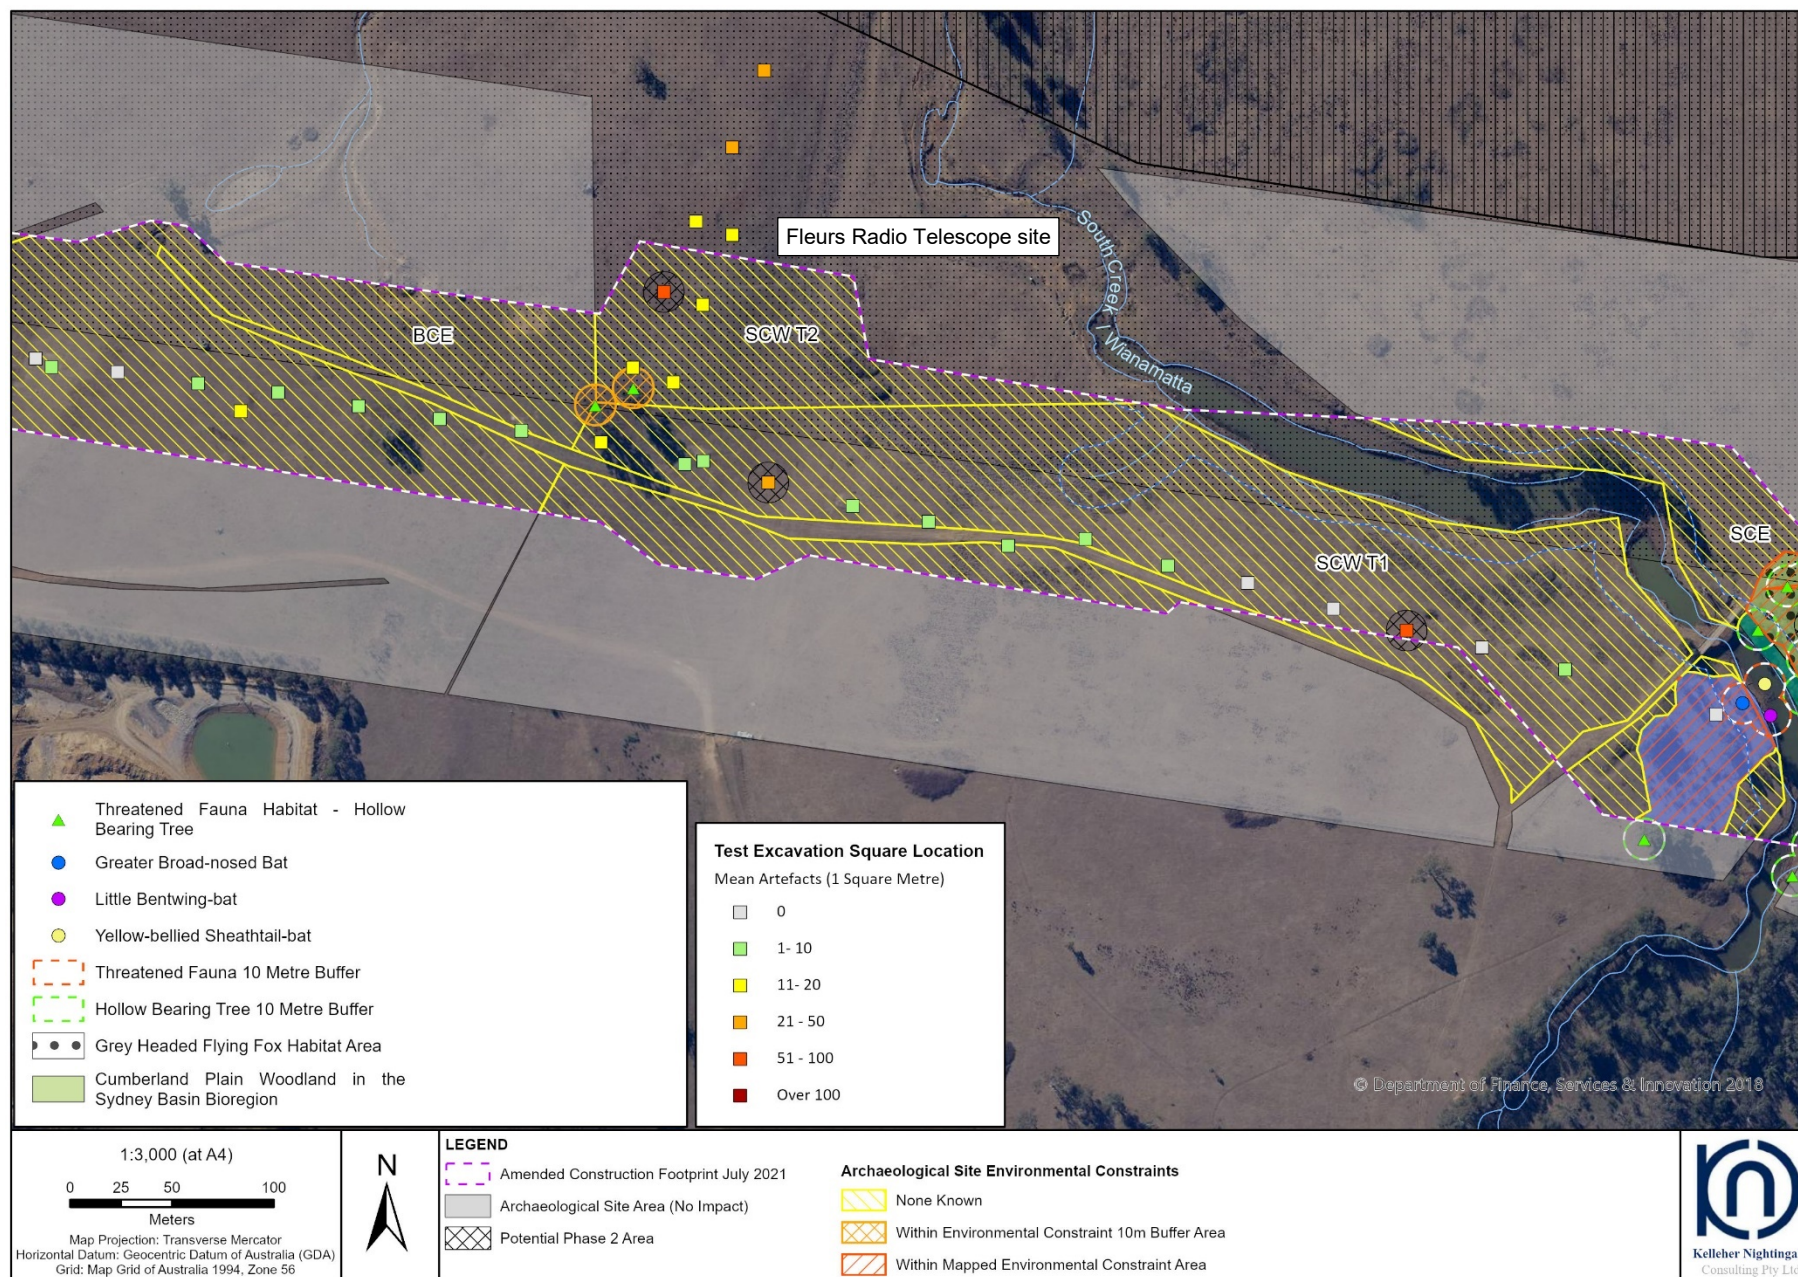 Fleurs Radio Telescope site
South Creek / Wianamatta
BCE
SCW T2
SCE
SCW T1
© Department of Finance, Services & Innovation 2018
Threatened Fauna Habitat - Hollow
Bearing Tree
Greater Broad-nosed Bat
Little Bentwing-bat
Yellow-bellied Sheathtail-bat
Threatened Fauna 10 Metre Buffer
Hollow Bearing Tree 10 Metre Buffer
Grey Headed Flying Fox Habitat Area
Cumberland Plain Woodland in the
Sydney Basin Bioregion
Test Excavation Square Location
Mean Artefacts (1 Square Metre)
0
1- 10
11- 20
21 - 50
51 - 100
Over 100
1:3,000 (at A4)
0 25 50 100
Meters
Map Projection: Transverse Mercator
Horizontal Datum: Geocentric Datum of Australia (GDA)
Grid: Map Grid of Australia 1994, Zone 56
N
LEGEND
Amended Construction Footprint July 2021
Archaeological Site Area (No Impact)
Potential Phase 2 Area
Archaeological Site Environmental Constraints
None Known
Within Environmental Constraint 10m Buffer Area
Within Mapped Environmental Constraint Area
kn
Kelleher Nightinga
Consulting Pty Ltd